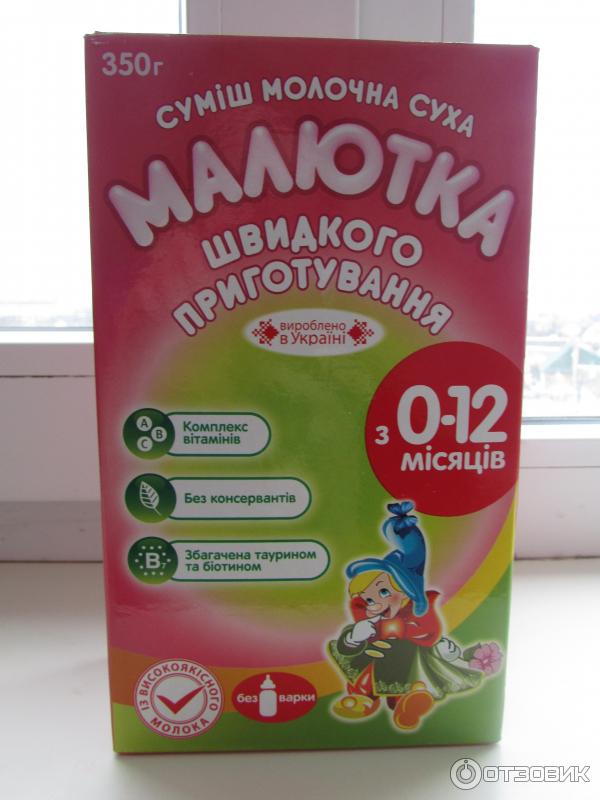 350г
СУМІШ МОЛОЧНА СУХА
МАЛЮТКА
ШВИДКОГО
ПРИГОТУВАННЯ
вироблено
в Україні
з 0-12
місяців
A
B
C
Комплекс
вітамінів
Без консервантів
B7
Збагачена таурином
та біотином
ІЗ ВИСОКОЯКІСНОГО
МОЛОКА
без варки
ОТЗОВИК